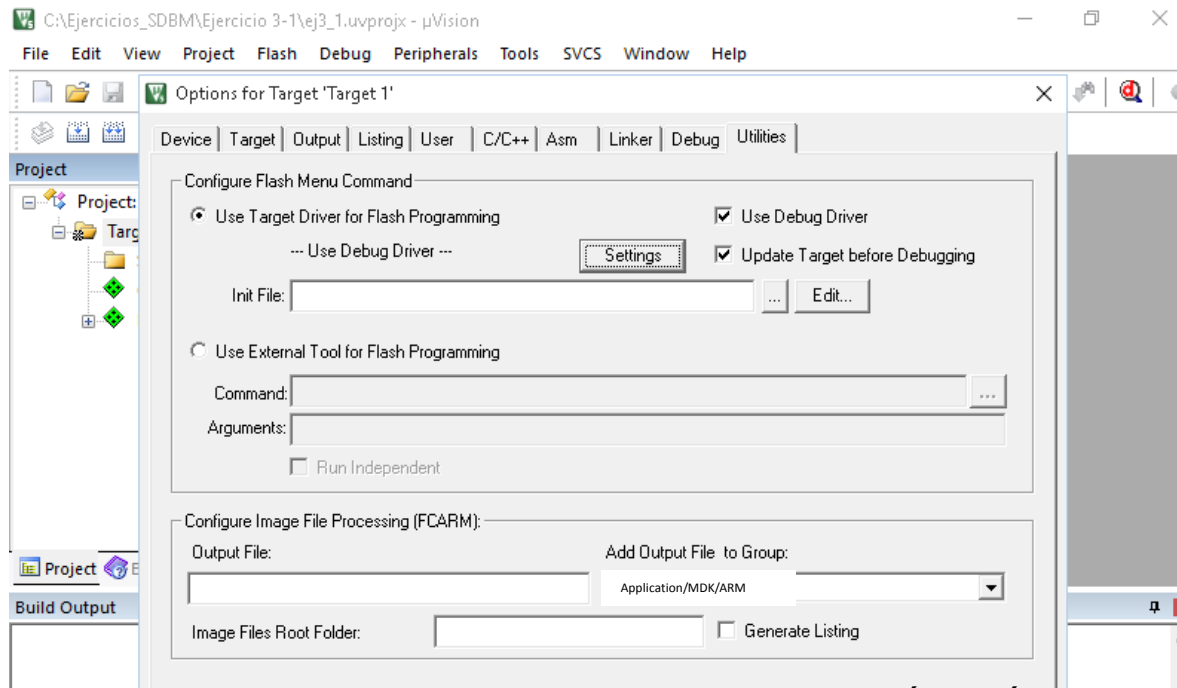 C:\Ejercicios_SDBM\Ejercicio 3-1\ej3_1.uvprojx - µVision
File Edit View Project Flash Debug Peripherals Tools SVCS Window Help
Options for Target 'Target 1'
Device Target Output Listing User C/C++ Asm Linker Debug Utilities
Project
Project:
Configure Flash Menu Command
Use Target Driver for Flash Programming
Use Debug Driver
--- Use Debug Driver ---
Settings
Update Target before Debugging
Init File:
...
Edit...
Use External Tool for Flash Programming
Command:
...
Arguments:
Run Independent
Configure Image File Processing (FCARM):
Output File:
Add Output File to Group:
Application/MDK/ARM
Image Files Root Folder:
Generate Listing
Project
Build Output